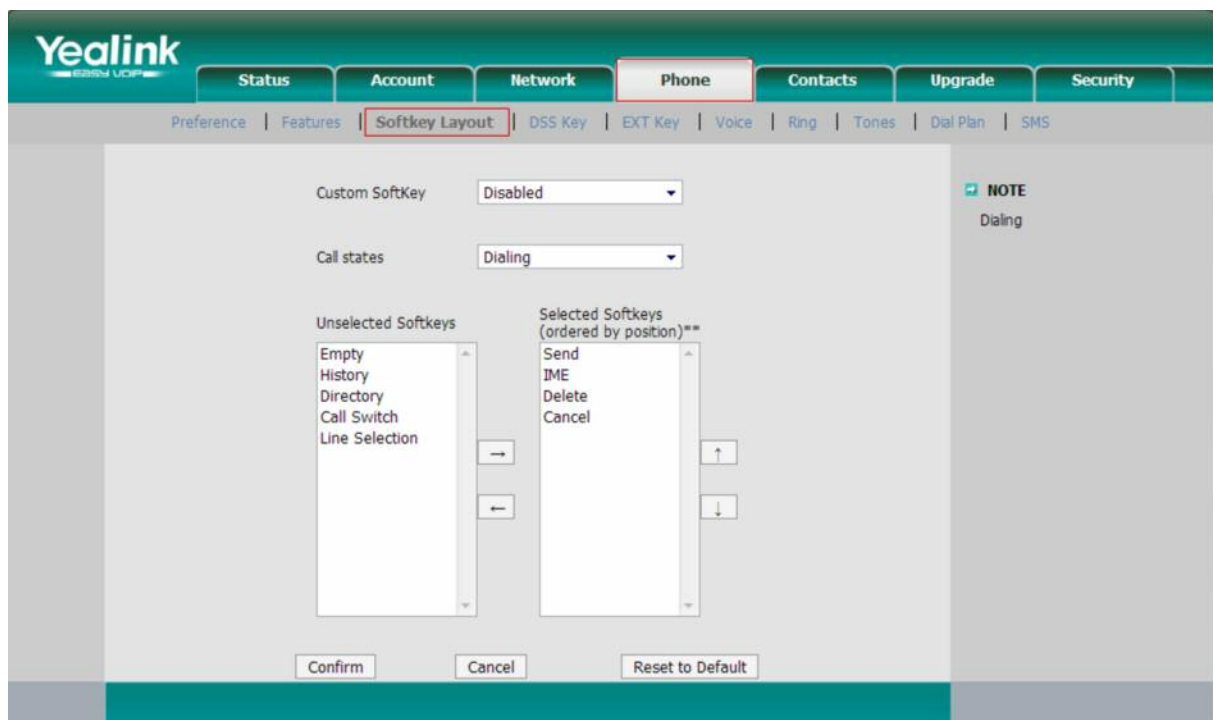 Yealink
EASY VOIP
Status Account Network Phone Contacts Upgrade Security
Preference | Features | Softkey Layout | DSS Key | EXT Key | Voice | Ring | Tones | Dial Plan | SMS
Custom SoftKey Disabled
NOTE
Dialing
Call states Dialing
Unselected Softkeys
Empty
History
Directory
Call Switch
Line Selection
→
←
Selected Softkeys
(ordered by position)**
Send
IME
Delete
Cancel
↑
↓
Confirm Cancel Reset to Default